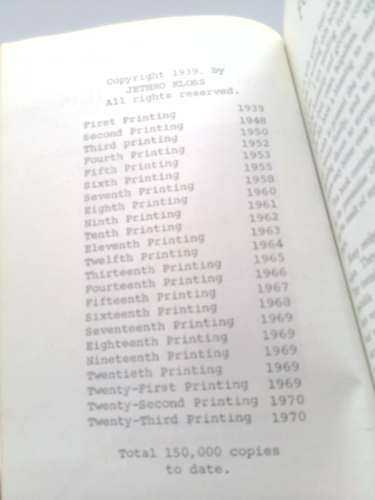 Copyright 1939. by
JETHRO KLOSS
All rights reserved.
First Printing 1939
Second Printing 1948
Third printing 1950
Fourth Printing 1952
Fifth Printing 1953
Sixth Printing 1955
Seventh Printing 1958
Eighth Printing 1960
Ninth Printing 1961
Tenth Printing 1962
Eleventh Printing 1963
Twelfth Printing 1964
Thirteenth Printing 1965
Fourteenth Printing 1966
Fifteenth Printing 1967
Sixteenth Printing 1968
Seventeenth Printing 1969
Eighteenth Printing 1969
Nineteenth Printing 1969
Twentieth Printing 1969
Twenty-First Printing 1969
Twenty-Second Printing 1970
Twenty-Third Printing 1970
Total 150,000 copies
to date.